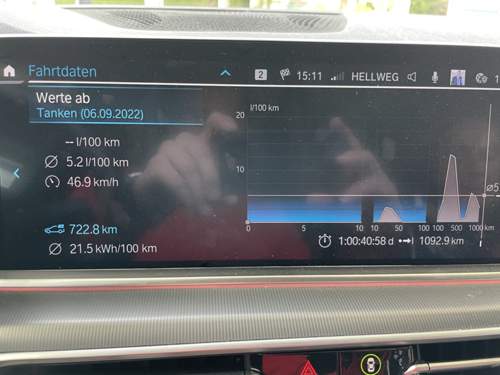 Fahrtdaten
2
15:11
HELLWEG
Werte ab
Tanken (06.09.2022)
-- l/100 km
Ø 5.2 l/100 km
46.9 km/h
722.8 km
Ø 21.5 kWh/100 km
l/100 km
20
10
Ø5
0 5 10 10 100 100 500 1000 km
1:00:40:58 d 1092.9 km